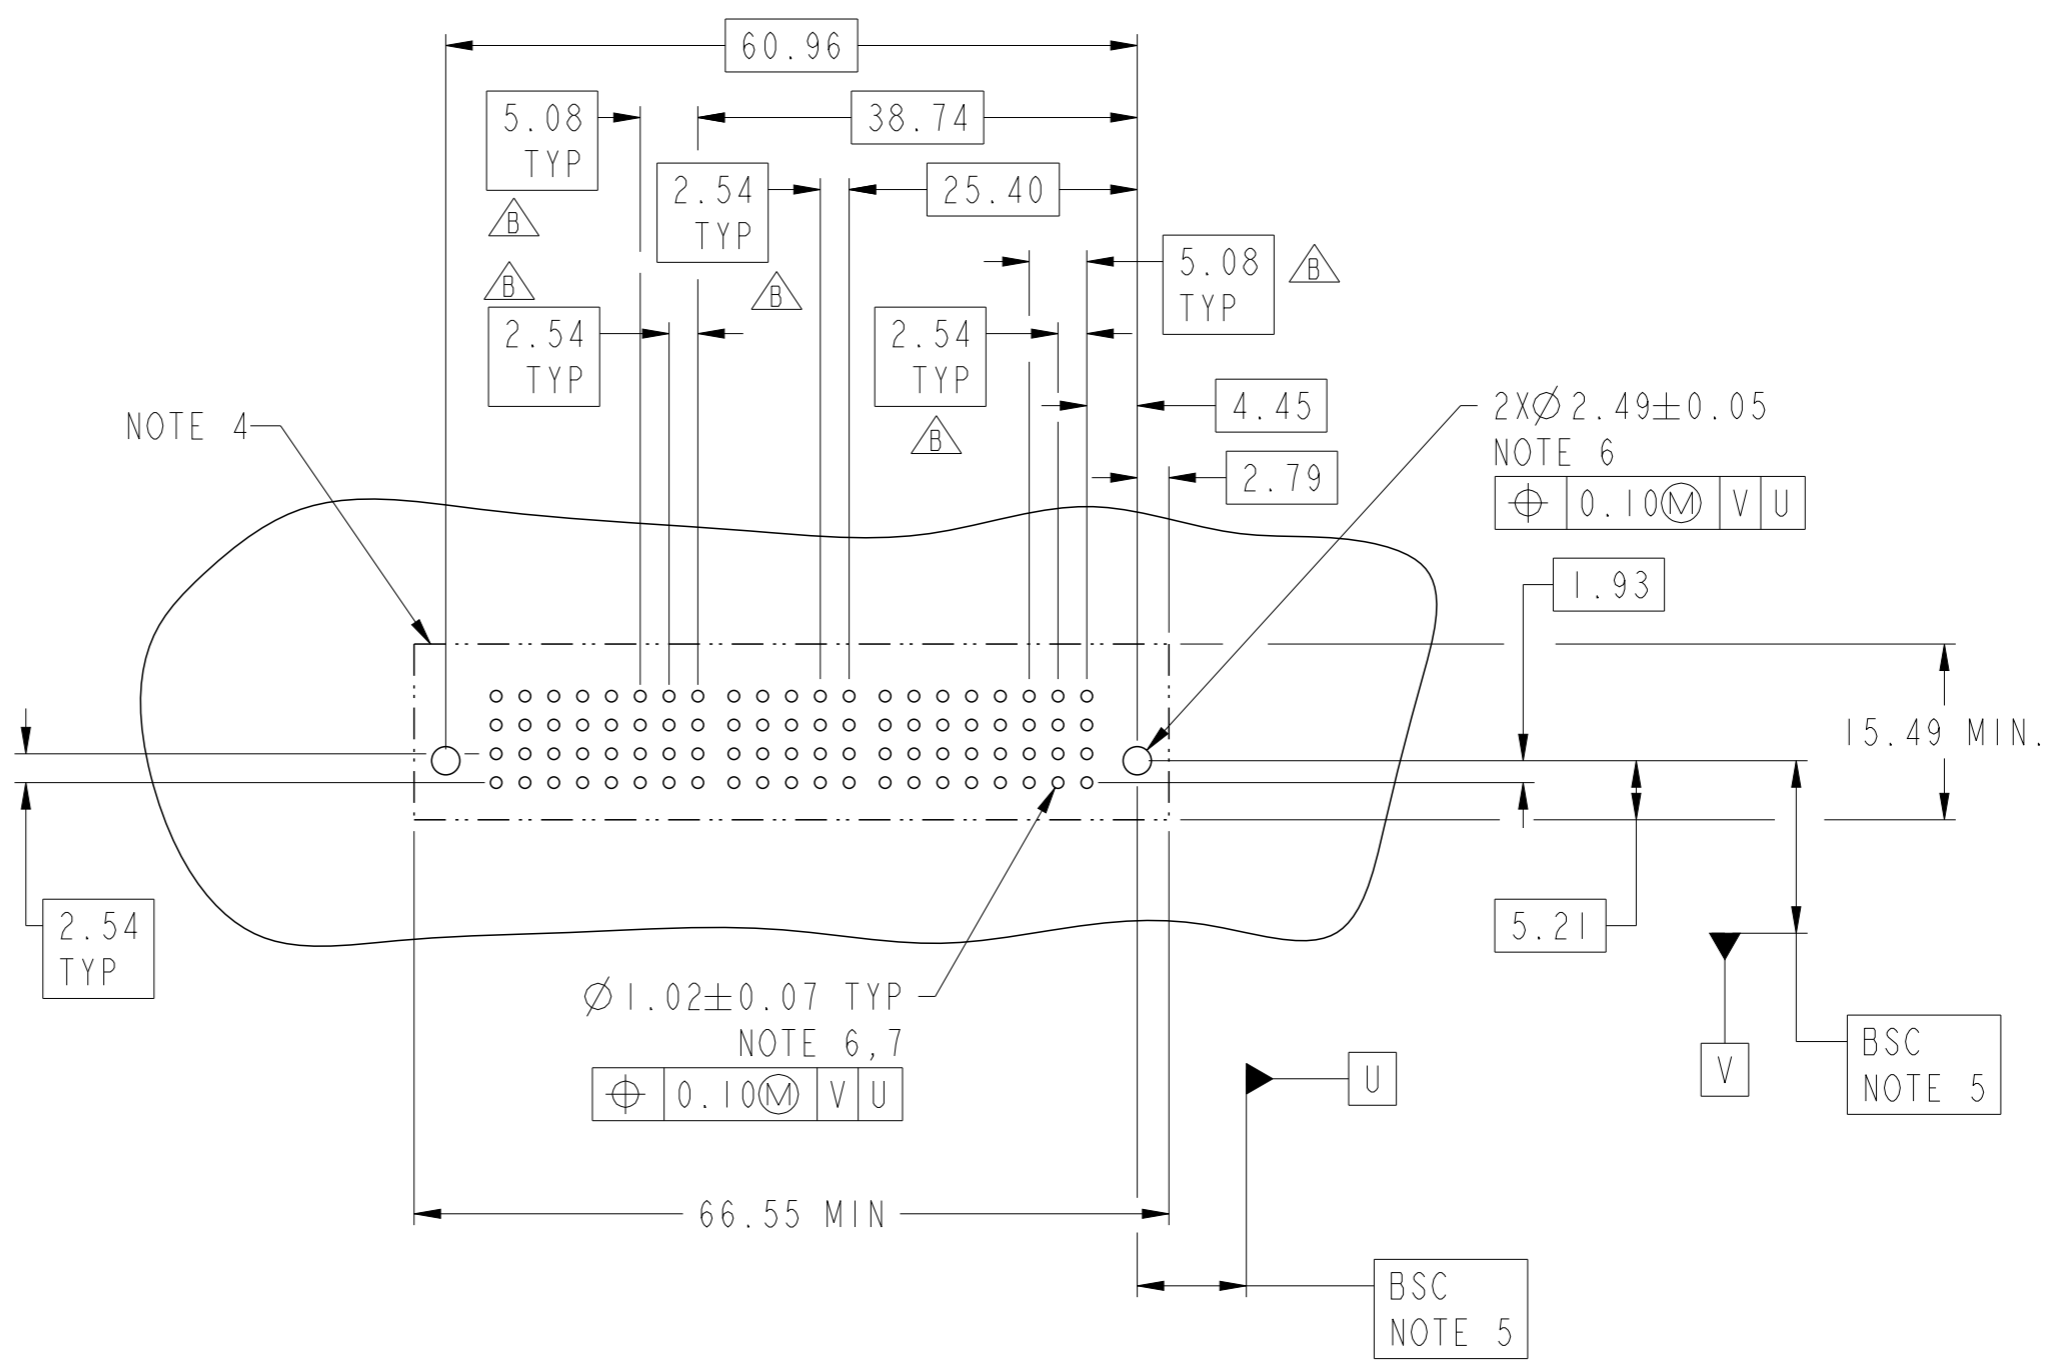 60.96
5.08
TYP
38.74
2.54
TYP
25.40
B
B
B
5.08
TYP
B
2.54
TYP
2.54
TYP
B
4.45
NOTE 4
2XØ2.49±0.05
NOTE 6
⌖ 0.10Ⓜ V U
2.79
1.93
15.49 MIN.
2.54
TYP
5.21
Ø1.02±0.07 TYP
NOTE 6,7
⌖ 0.10Ⓜ V U
U
V
BSC
NOTE 5
66.55 MIN
BSC
NOTE 5